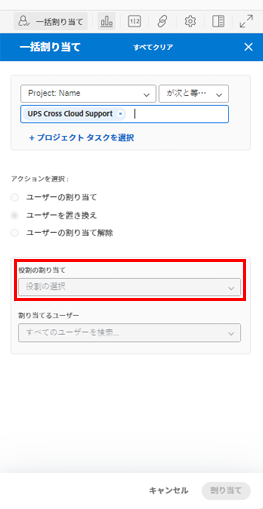 一括割り当て
一括割り当て
すべてクリア
Project: Name
が次と等…
UPS Cross Cloud Support
+ プロジェクト タスクを選択
アクションを選択 :
ユーザーの割り当て
ユーザーを置き換え
ユーザーの割り当て解除
役割の割り当て
役割の選択
割り当てるユーザー
すべてのユーザーを検索...
キャンセル
割り当て